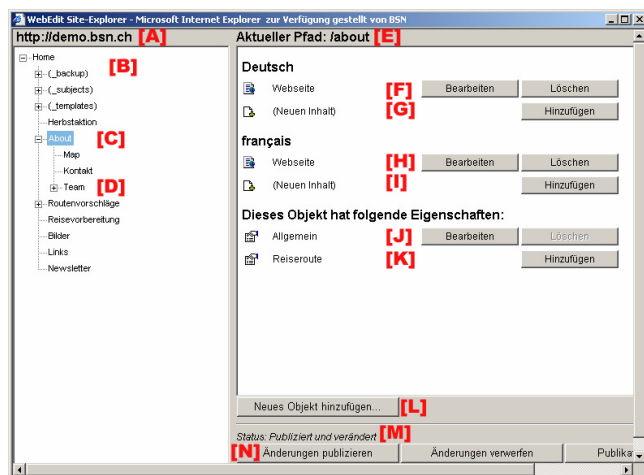 WebEdit Site-Explorer - Microsoft Internet Explorer zur Verfügung gestellt von BSN
http://demo.bsn.ch [A]
Aktueller Pfad: /about [E]
Home
[B]
(_backup)
(_subjects)
(_templates)
Herbstaktion
About [C]
Map
Kontakt
Team [D]
Routenvorschläge
Reisevorbereitung
Bilder
Links
Newsletter
Deutsch
Webseite [F] Bearbeiten Löschen
(Neuen Inhalt) [G] Hinzufügen
français
Webseite [H] Bearbeiten Löschen
(Neuen Inhalt) [I] Hinzufügen
Dieses Objekt hat folgende Eigenschaften:
Allgemein [J] Bearbeiten Löschen
Reiseroute [K] Hinzufügen
Neues Objekt hinzufügen... [L]
Status: Publiziert und verändert [M]
[N] Änderungen publizieren Änderungen verwerfen Publika